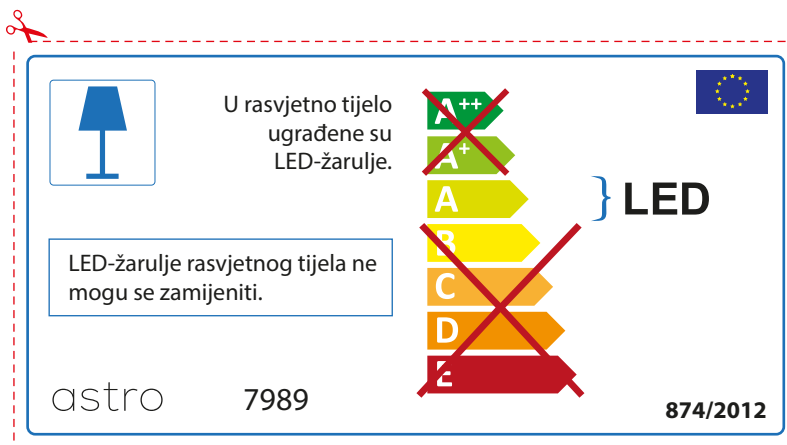 U rasvjetno tijelo
ugrađene su
LED-žarulje.
A++
A+
A
B
C
D
E
LED
LED-žarulje rasvjetnog tijela ne
mogu se zamijeniti.
astro
7989
874/2012